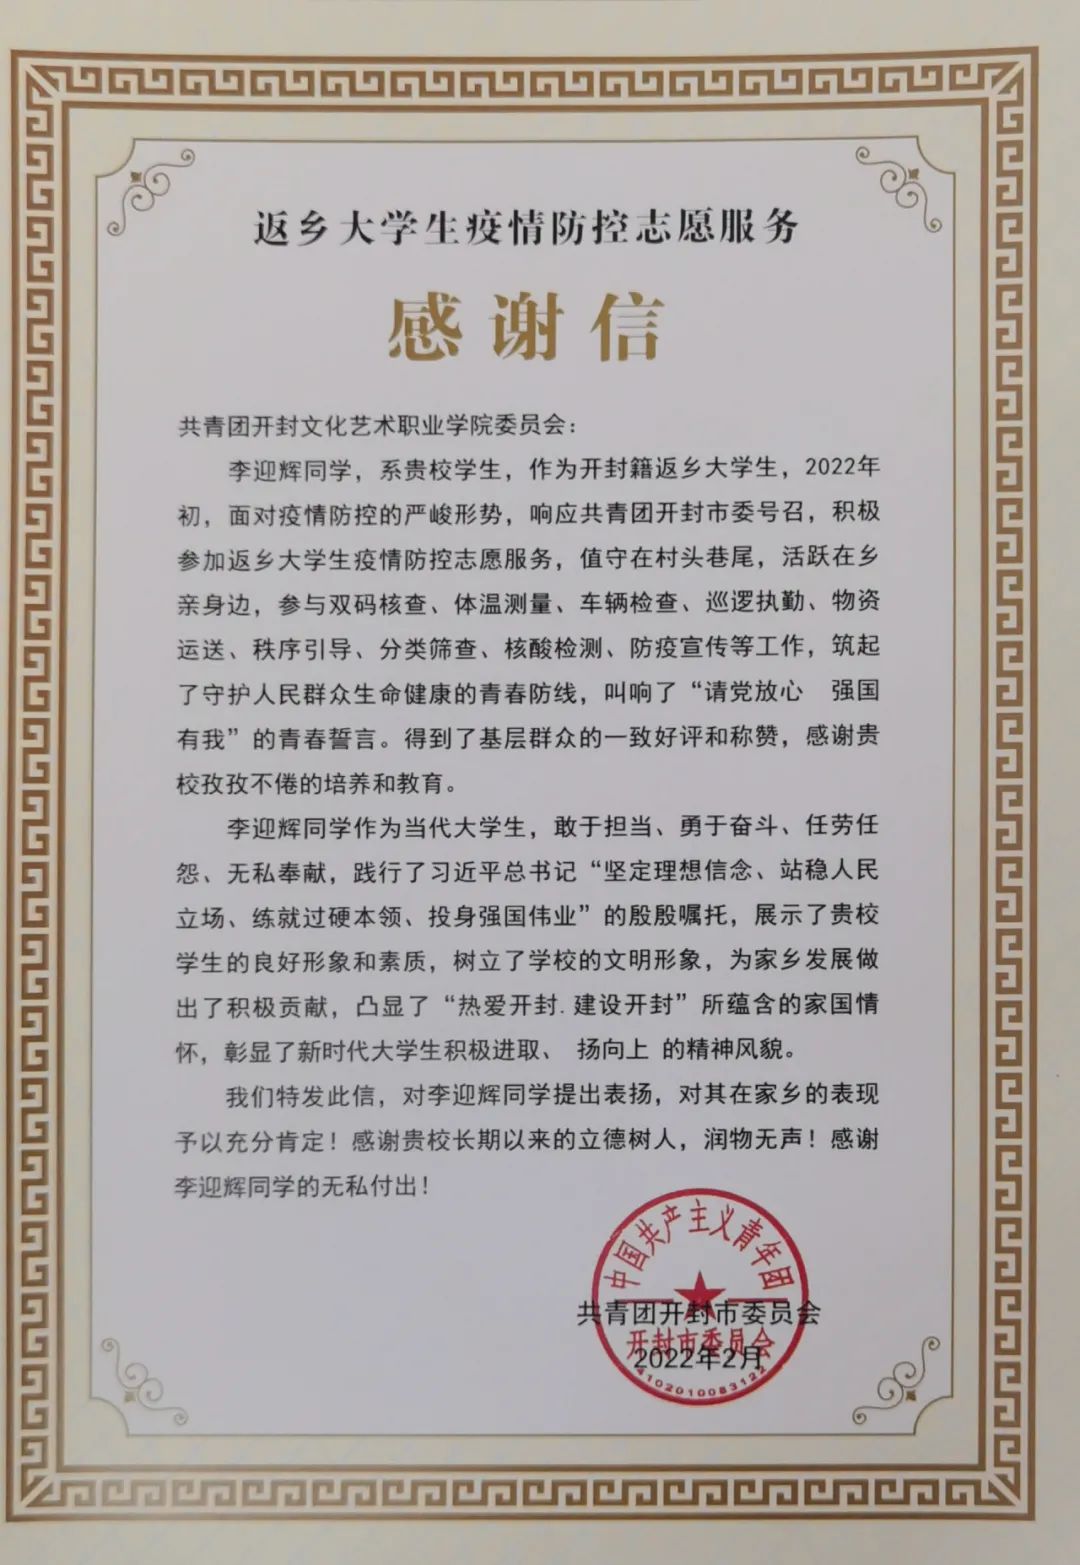 返乡大学生疫情防控志愿服务
感谢信
共青团开封文化艺术职业学院委员会：
李迎辉同学，系贵校学生，作为开封籍返乡大学生，2022年
初，面对疫情防控的严峻形势，响应共青团开封市委号召，积极
参加返乡大学生疫情防控志愿服务，值守在村头巷尾，活跃在乡
亲身边，参与双码核查、体温测量、车辆检查、巡逻执勤、物资
运送、秩序引导、分类筛查、核酸检测、防疫宣传等工作，筑起
了守护人民群众生命健康的青春防线，叫响了“请党放心　强国
有我”的青春誓言。得到了基层群众的一致好评和称赞，感谢贵
校孜孜不倦的培养和教育。
李迎辉同学作为当代大学生，敢于担当、勇于奋斗、任劳任
怨、无私奉献，践行了习近平总书记“坚定理想信念、站稳人民
立场、练就过硬本领、投身强国伟业”的殷殷嘱托，展示了贵校
学生的良好形象和素质，树立了学校的文明形象，为家乡发展做
出了积极贡献，凸显了“热爱开封.建设开封”所蕴含的家国情
怀，彰显了新时代大学生积极进取、 扬向上 的精神风貌。
我们特发此信，对李迎辉同学提出表扬，对其在家乡的表现
予以充分肯定！感谢贵校长期以来的立德树人，润物无声！感谢
李迎辉同学的无私付出！
中国共产主义青年团
共青团开封市委员会
开封市委员会
2022年2月
4102010083122